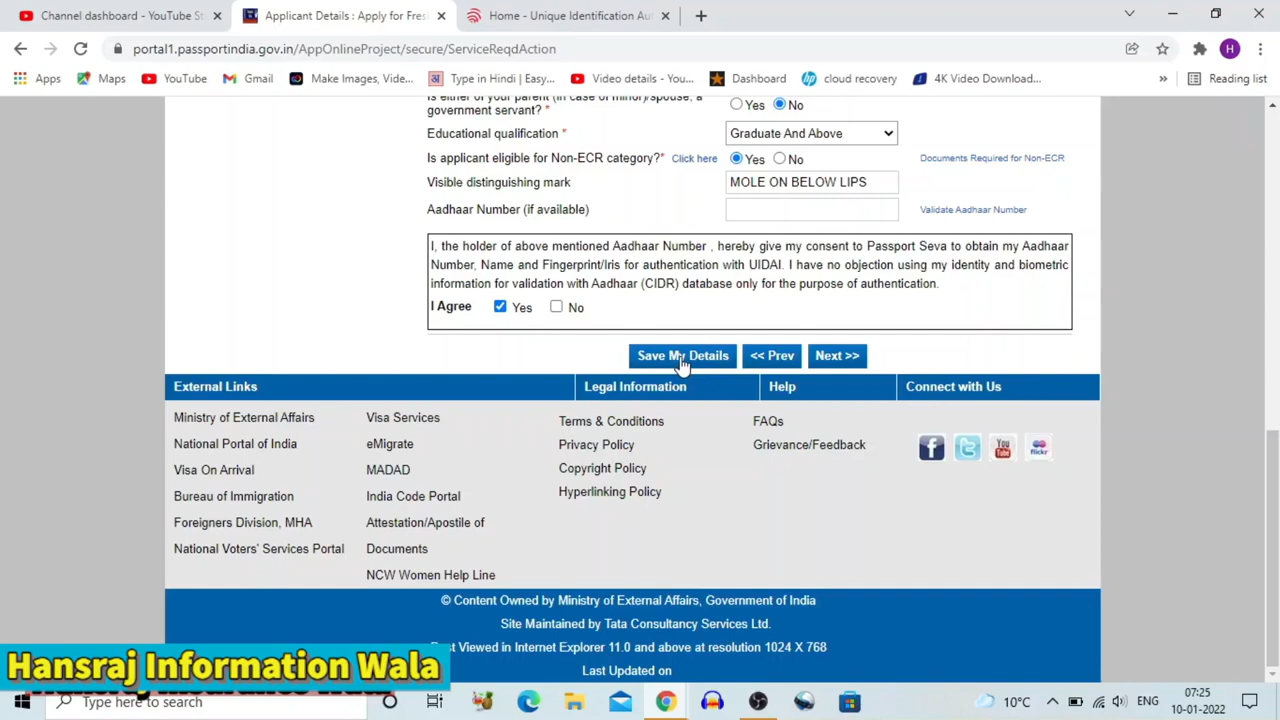 Channel dashboard - YouTube St
Applicant Details : Apply for Fresh
Home - Unique Identification Aut
portal1.passportindia.gov.in/AppOnlineProject/secure/ServiceReqdAction
H
Apps
Maps
YouTube
Gmail
Make Images, Vide...
Type in Hindi | Easy...
Video details - You...
Dashboard
cloud recovery
4K Video Download...
»
Reading list
Is either of your parent (in case of minor)/spouse, a
government servant? *
Yes No
Educational qualification *
Graduate And Above
Is applicant eligible for Non-ECR category?* Click here
Yes No
Documents Required for Non-ECR
Visible distinguishing mark
MOLE ON BELOW LIPS
Aadhaar Number (if available)
Validate Aadhaar Number
I, the holder of above mentioned Aadhaar Number , hereby give my consent to Passport Seva to obtain my Aadhaar
Number, Name and Fingerprint/Iris for authentication with UIDAI. I have no objection using my identity and biometric
information for validation with Aadhaar (CIDR) database only for the purpose of authentication.
I Agree Yes No
Save My Details
<< Prev
Next >>
External Links
Legal Information
Help
Connect with Us
Ministry of External Affairs
National Portal of India
Visa On Arrival
Bureau of Immigration
Foreigners Division, MHA
National Voters' Services Portal
Visa Services
eMigrate
MADAD
India Code Portal
Attestation/Apostile of
Documents
NCW Women Help Line
Terms & Conditions
Privacy Policy
Copyright Policy
Hyperlinking Policy
FAQs
Grievance/Feedback
You
Tube
flickr
© Content Owned by Ministry of External Affairs, Government of India
Site Maintained by Tata Consultancy Services Ltd.
Viewed in Internet Explorer 11.0 and above at resolution 1024 X 768
Last Updated on
Hansraj Information Wala
Type here to search
10°C
ENG
07:25
10-01-2022